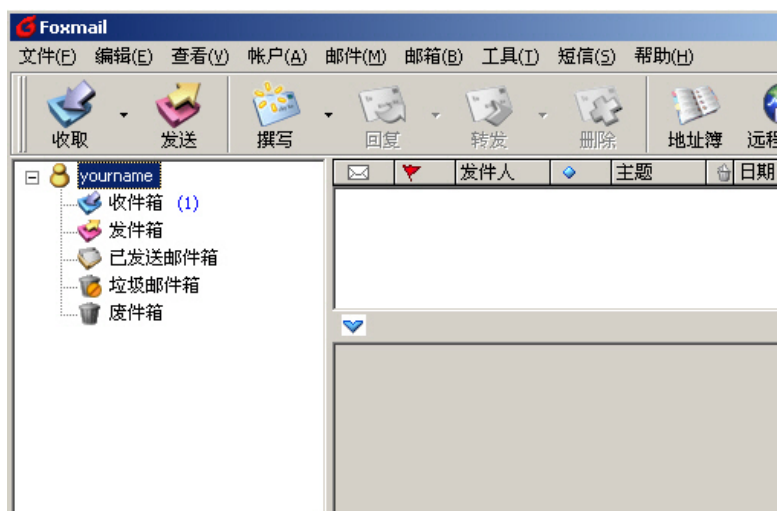 Foxmail
文件(F) 编辑(E) 查看(V) 帐户(A) 邮件(M) 邮箱(B) 工具(T) 短信(S) 帮助(H)
收取 发送 撰写 回复 转发 删除 地址簿 远程
yourname
收件箱 (1)
发件箱
已发送邮件箱
垃圾邮件箱
废件箱
发件人 主题 日期